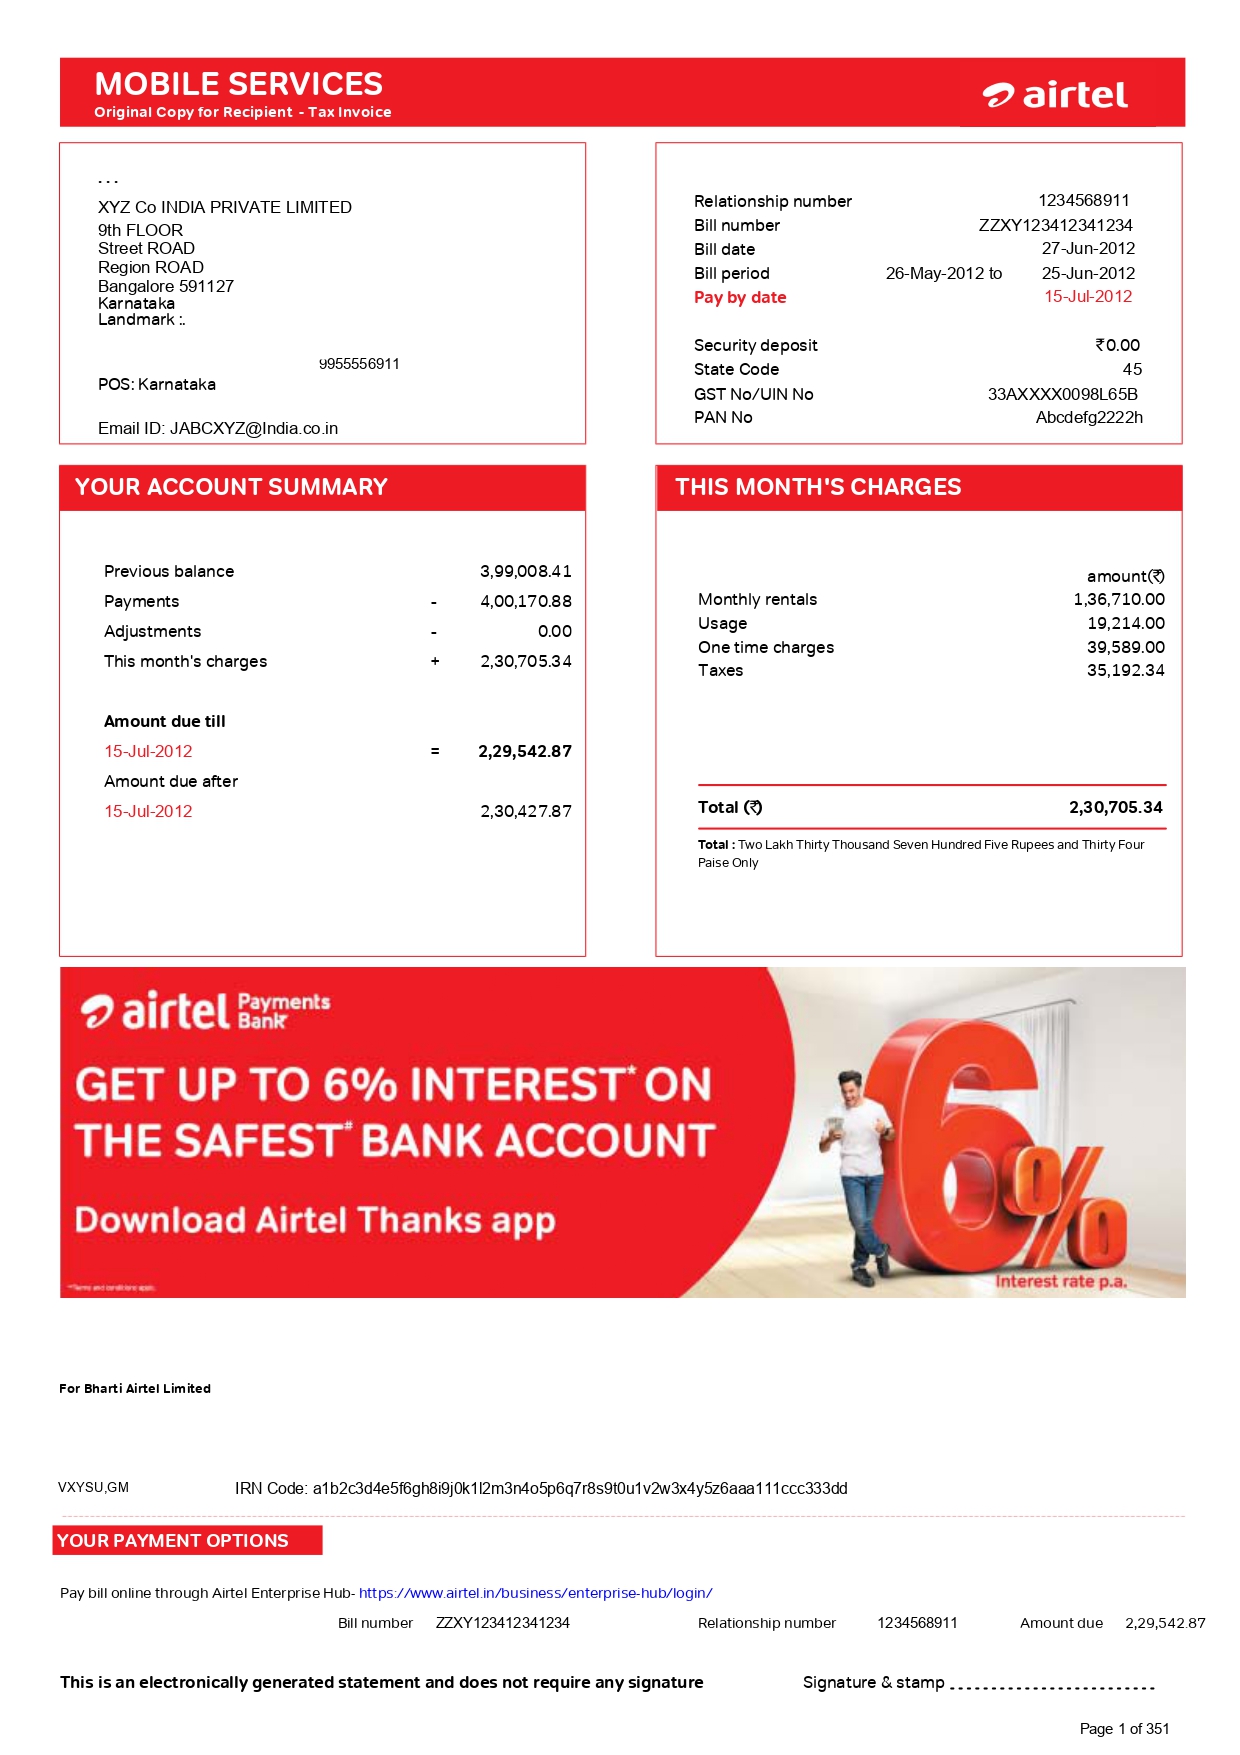 MOBILE SERVICES
Original Copy for Recipient - Tax Invoice
airtel
. . .
XYZ Co INDIA PRIVATE LIMITED
9th FLOOR
Street ROAD
Region ROAD
Bangalore 591127
Karnataka
Landmark :.
9955556911
POS: Karnataka
Email ID: JABCXYZ@India.co.in
Relationship number 1234568911
Bill number ZZXY123412341234
Bill date 27-Jun-2012
Bill period 26-May-2012 to 25-Jun-2012
Pay by date 15-Jul-2012
Security deposit ₹0.00
State Code 45
GST No/UIN No 33AXXXX0098L65B
PAN No Abcdefg2222h
YOUR ACCOUNT SUMMARY
Previous balance 3,99,008.41
Payments - 4,00,170.88
Adjustments - 0.00
This month's charges + 2,30,705.34
Amount due till
15-Jul-2012 = 2,29,542.87
Amount due after
15-Jul-2012 2,30,427.87
THIS MONTH'S CHARGES
amount(₹)
Monthly rentals 1,36,710.00
Usage 19,214.00
One time charges 39,589.00
Taxes 35,192.34
Total (₹) 2,30,705.34
Total : Two Lakh Thirty Thousand Seven Hundred Five Rupees and Thirty Four
Paise Only
airtel Payments Bank
GET UP TO 6% INTEREST* ON
THE SAFEST# BANK ACCOUNT
Download Airtel Thanks app
*Terms and conditions apply.
6%
Interest rate p.a.
For Bharti Airtel Limited
VXYSU,GM IRN Code: a1b2c3d4e5f6gh8i9j0k1l2m3n4o5p6q7r8s9t0u1v2w3x4y5z6aaa111ccc333dd
YOUR PAYMENT OPTIONS
Pay bill online through Airtel Enterprise Hub- https://www.airtel.in/business/enterprise-hub/login/
Bill number ZZXY123412341234 Relationship number 1234568911 Amount due 2,29,542.87
This is an electronically generated statement and does not require any signature Signature & stamp .........................
Page 1 of 351